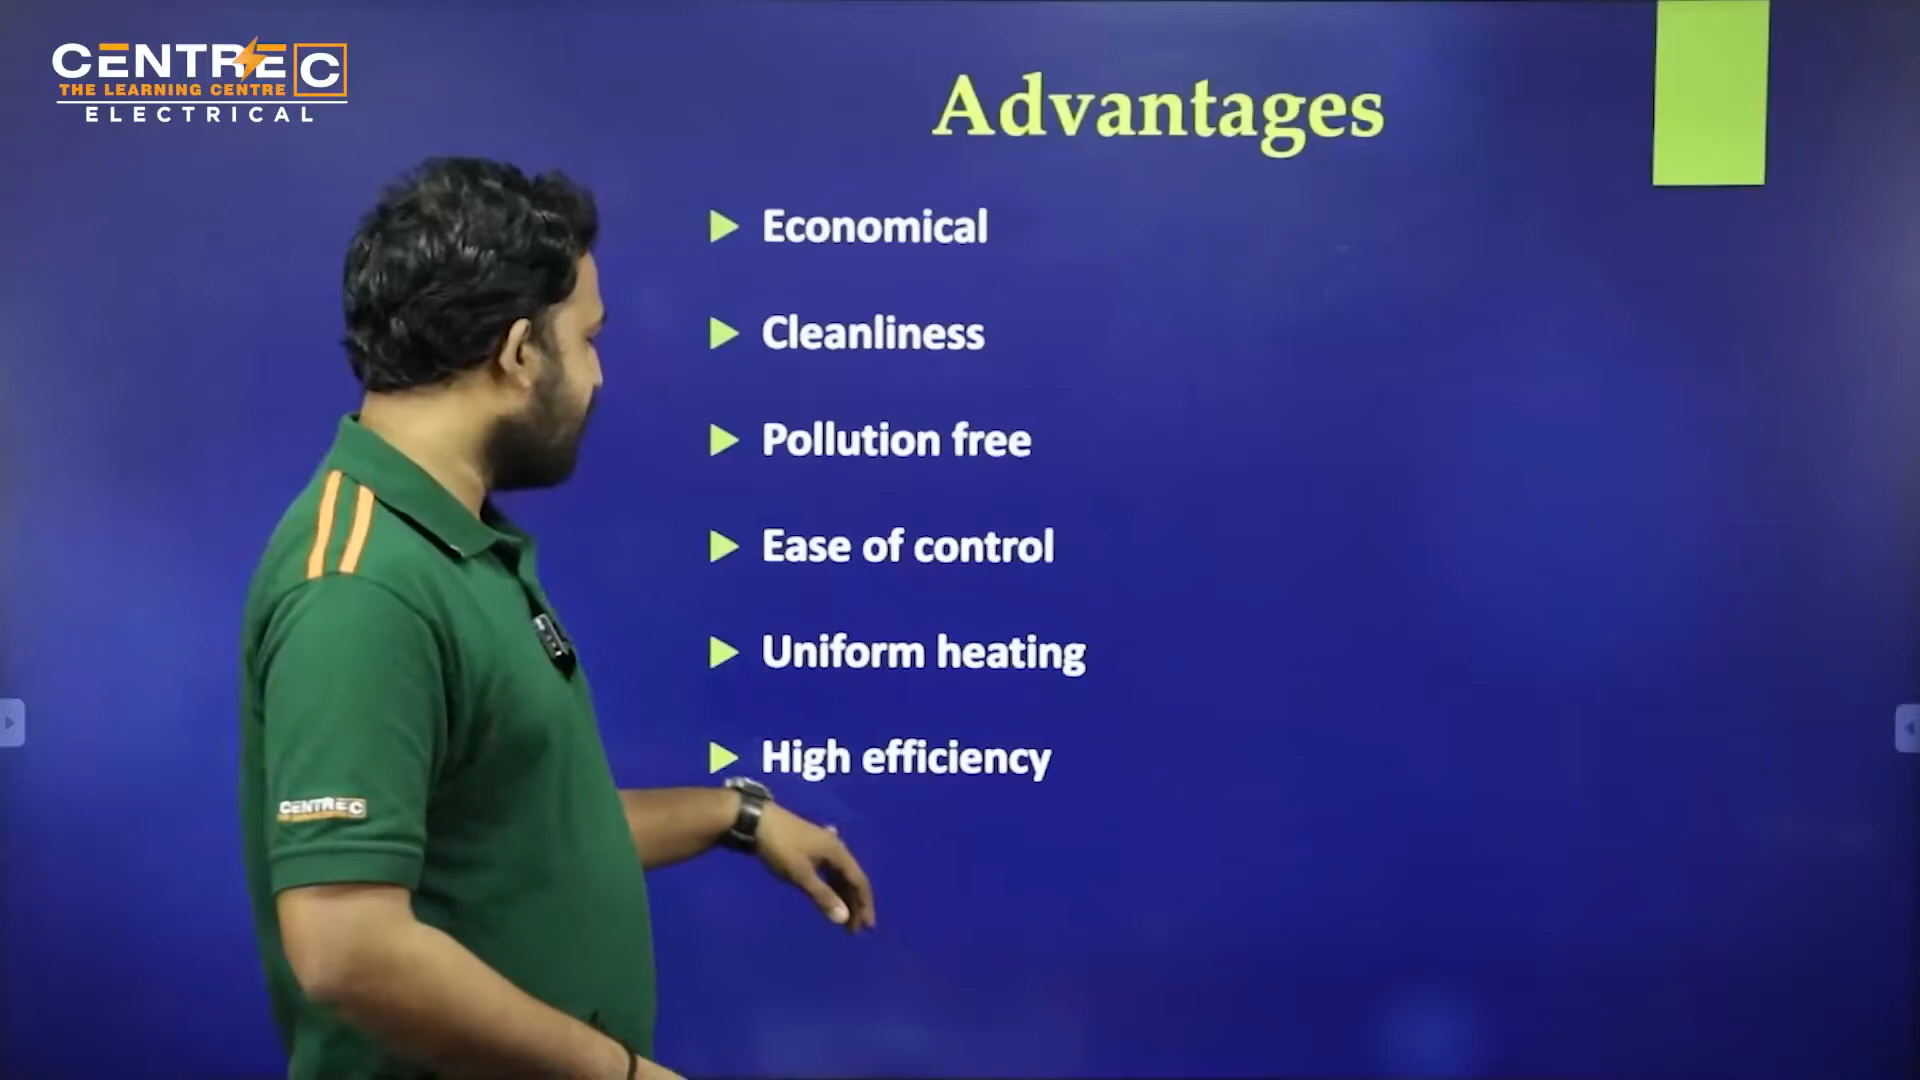 CENTRE C
THE LEARNING CENTRE
ELECTRICAL
Advantages
Economical
Cleanliness
Pollution free
Ease of control
Uniform heating
High efficiency
CENTRE C